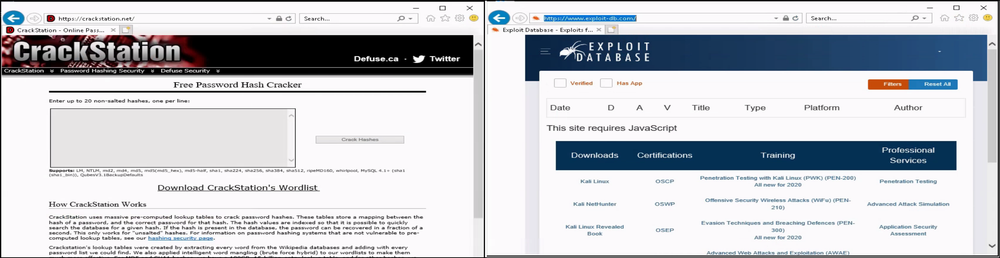 https://crackstation.net/
Search...
CrackStation - Online Pass...
CrackStation
Defuse.ca · Twitter
CrackStation Password Hashing Security Defuse Security
Free Password Hash Cracker
Enter up to 20 non-salted hashes, one per line:
Crack Hashes
Supports: LM, NTLM, md2, md4, md5, md5(md5_hex), md5-half, sha1, sha224, sha256, sha384, sha512, ripeMD160, whirlpool, MySQL 4.1+ (sha1
(sha1_bin)), QubesV3.1BackupDefaults
Download CrackStation's Wordlist
How CrackStation Works
CrackStation uses massive pre-computed lookup tables to crack password hashes. These tables store a mapping between the
hash of a password, and the correct password for that hash. The hash values are indexed so that it is possible to quickly
search the database for a given hash. If the hash is present in the database, the password can be recovered in a fraction of a
second. This only works for "unsalted" hashes. For information on password hashing systems that are not vulnerable to pre-
computed lookup tables, see our hashing security page.
Crackstation's lookup tables were created by extracting every word from the Wikipedia databases and adding with every
password list we could find. We also applied intelligent word mangling (brute force hybrid) to our wordlists to make them
https://www.exploit-db.com/
Search...
Exploit Database - Exploits f...
EXPLOIT
DATABASE
Verified Has App Filters Reset All
Date D A V Title Type Platform Author
This site requires JavaScript
Downloads Certifications Training Professional
Services
Kali Linux OSCP Penetration Testing with Kali Linux (PWK) (PEN-200)
All new for 2020 Penetration Testing
Kali NetHunter OSWP Offensive Security Wireless Attacks (WiFu) (PEN-
210) Advanced Attack Simulation
Kali Linux Revealed
Book OSEP Evasion Techniques and Breaching Defences (PEN-
300)
All new for 2020 Application Security
Assessment
Advanced Web Attacks and Exploitation (AWAE)